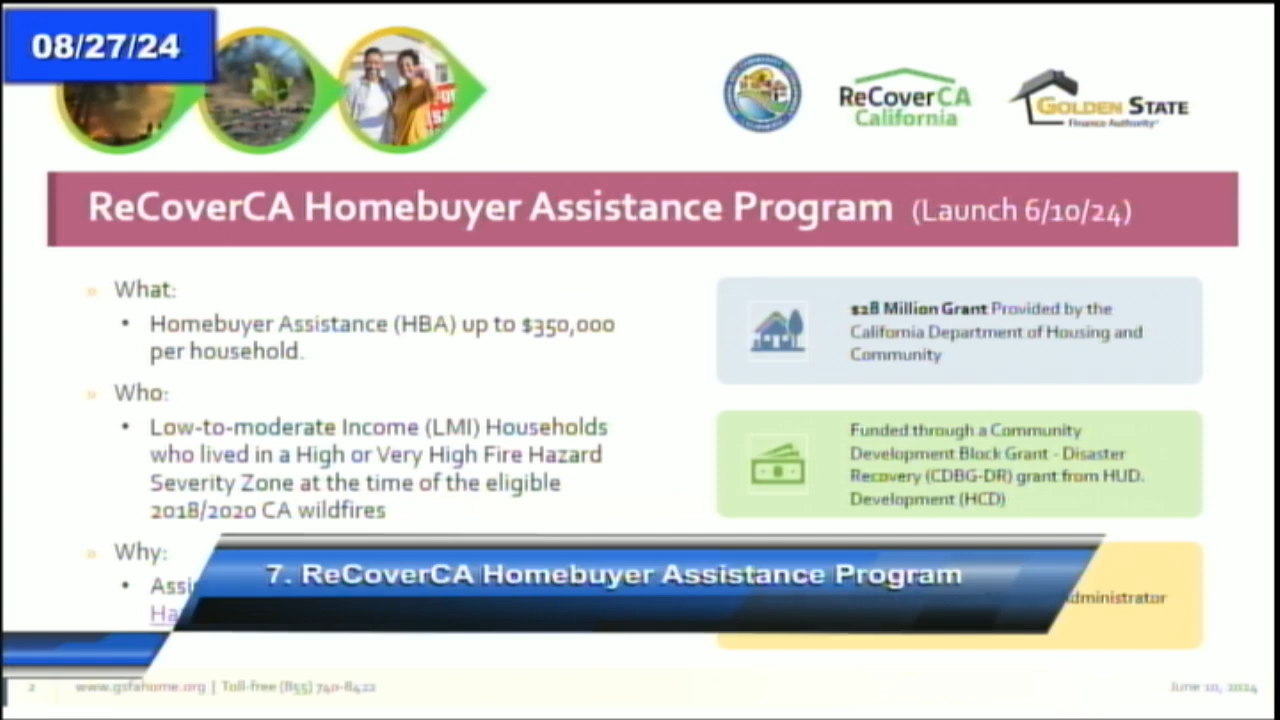 08/27/24
ReCoverCA
California
GOLDEN STATE
Finance Authority
ReCoverCA Homebuyer Assistance Program (Launch 6/10/24)
» What:
• Homebuyer Assistance (HBA) up to $350,000
per household.
» Who:
• Low-to-moderate Income (LMI) Households
who lived in a High or Very High Fire Hazard
Severity Zone at the time of the eligible
2018/2020 CA wildfires
» Why:
$28 Million Grant Provided by the
California Department of Housing and
Community
Funded through a Community
Development Block Grant - Disaster
Recovery (CDBG-DR) grant from HUD.
Development (HCD)
7. ReCoverCA Homebuyer Assistance Program
2 www.gsfahome.org | Toll-free (855) 740-8422
June 10, 2024